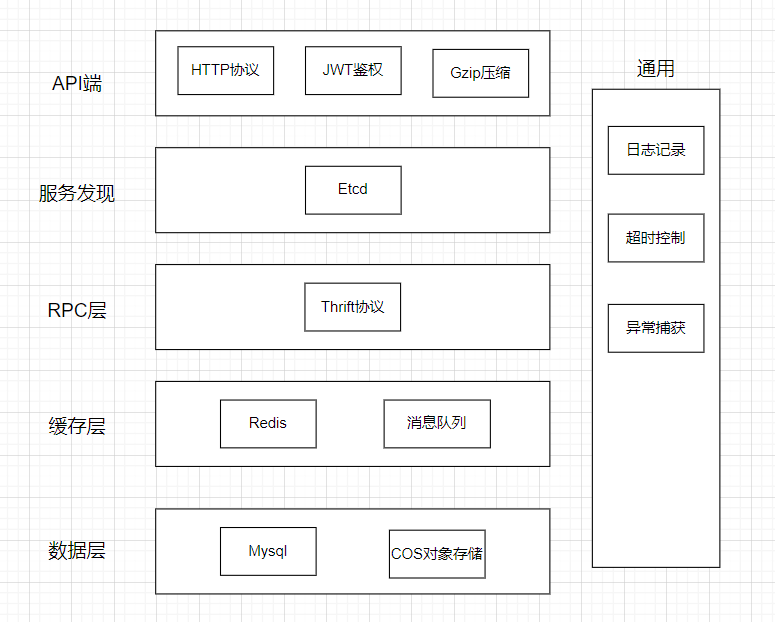 API端
HTTP协议
JWT鉴权
Gzip压缩
服务发现
Etcd
RPC层
Thrift协议
缓存层
Redis
消息队列
数据层
Mysql
COS对象存储
通用
日志记录
超时控制
异常捕获